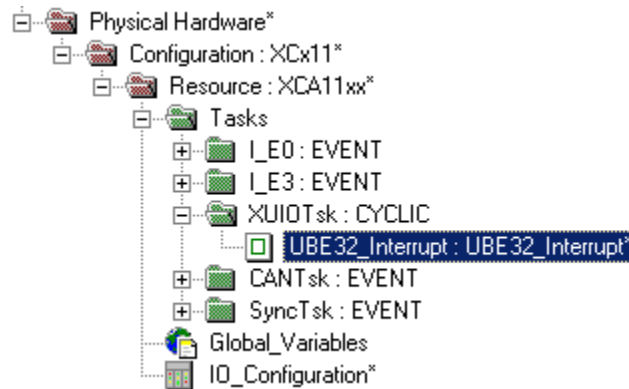 Physical Hardware*
Configuration : XCx11*
Resource : XCA11xx*
Tasks
I_E0 : EVENT
I_E3 : EVENT
XUIOTsk : CYCLIC
UBE32_Interrupt : UBE32_Interrupt*
CANTsk : EVENT
SyncTsk : EVENT
Global_Variables
IO_Configuration*